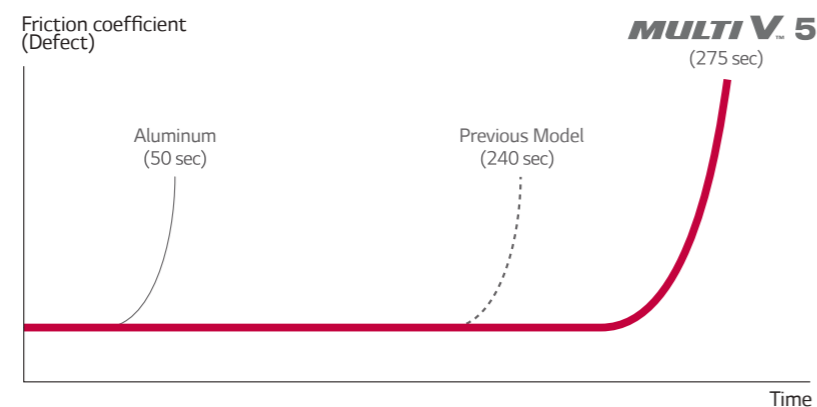 Friction coefficient
(Defect)
MULTI V™ 5
(275 sec)
Aluminum
(50 sec)
Previous Model
(240 sec)
Time